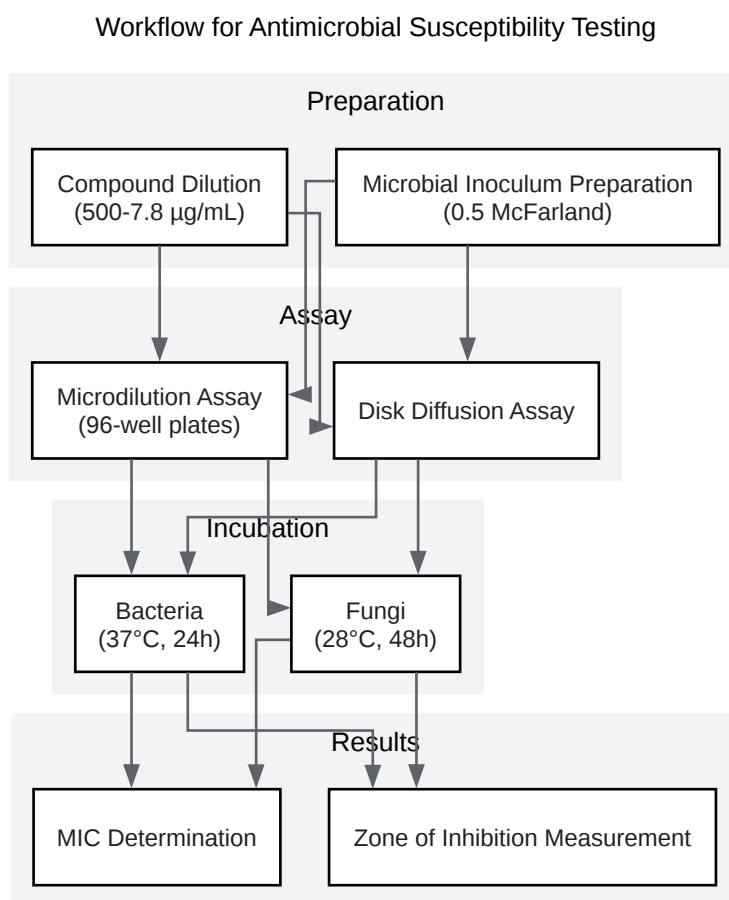 Workflow for Antimicrobial Susceptibility Testing
Preparation
Compound Dilution
(500-7.8 µg/mL)
Microbial Inoculum Preparation
(0.5 McFarland)
Assay
Microdilution Assay
(96-well plates)
Disk Diffusion Assay
Incubation
Bacteria
(37°C, 24h)
Fungi
(28°C, 48h)
Results
MIC Determination
Zone of Inhibition Measurement